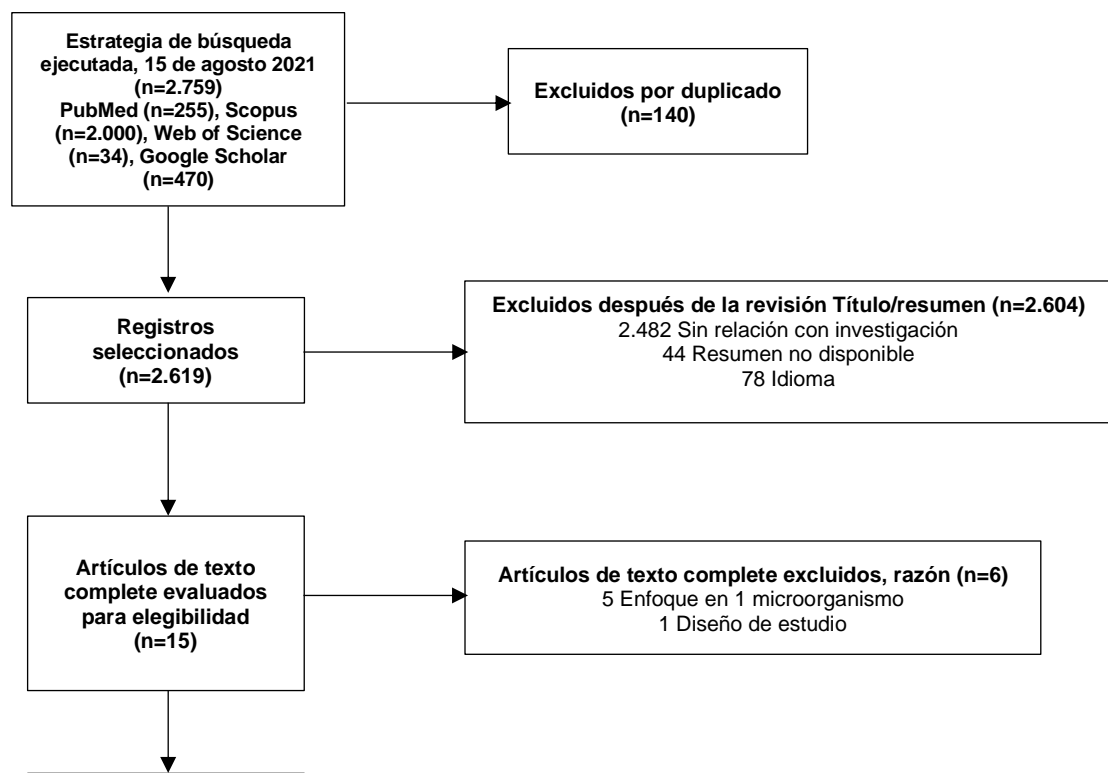 Estrategia de búsqueda
ejecutada, 15 de agosto 2021
(n=2.759)
PubMed (n=255), Scopus
(n=2.000), Web of Science
(n=34), Google Scholar
(n=470)
Excluidos por duplicado
(n=140)
Registros
seleccionados
(n=2.619)
Excluidos después de la revisión Título/resumen (n=2.604)
2.482 Sin relación con investigación
44 Resumen no disponible
78 Idioma
Artículos de texto
complete evaluados
para elegibilidad
(n=15)
Artículos de texto complete excluidos, razón (n=6)
5 Enfoque en 1 microorganismo
1 Diseño de estudio